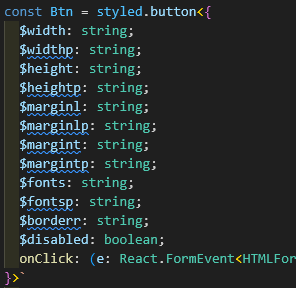 const Btn = styled.button<{
$width: string;
$widthp: string;
$height: string;
$heightp: string;
$marginl: string;
$marginlp: string;
$margint: string;
$margintp: string;
$fonts: string;
$fontsp: string;
$borderr: string;
$disabled: boolean;
onClick: (e: React.FormEvent<HTMLFor
}>`